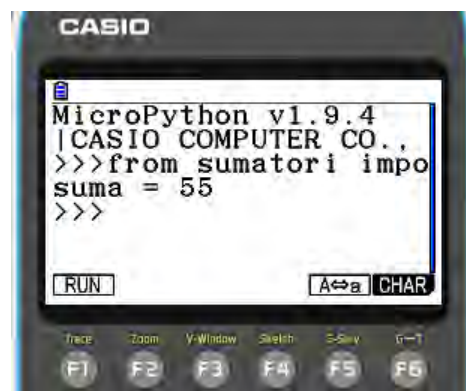 CASIO
MicroPython v1.9.4
|CASIO COMPUTER CO.,
>>>from sumatori impo
suma = 55
>>>
RUN A⇔a CHAR
Trace Zoom V-Window Sketch G-Solv G↔T
F1 F2 F3 F4 F5 F6